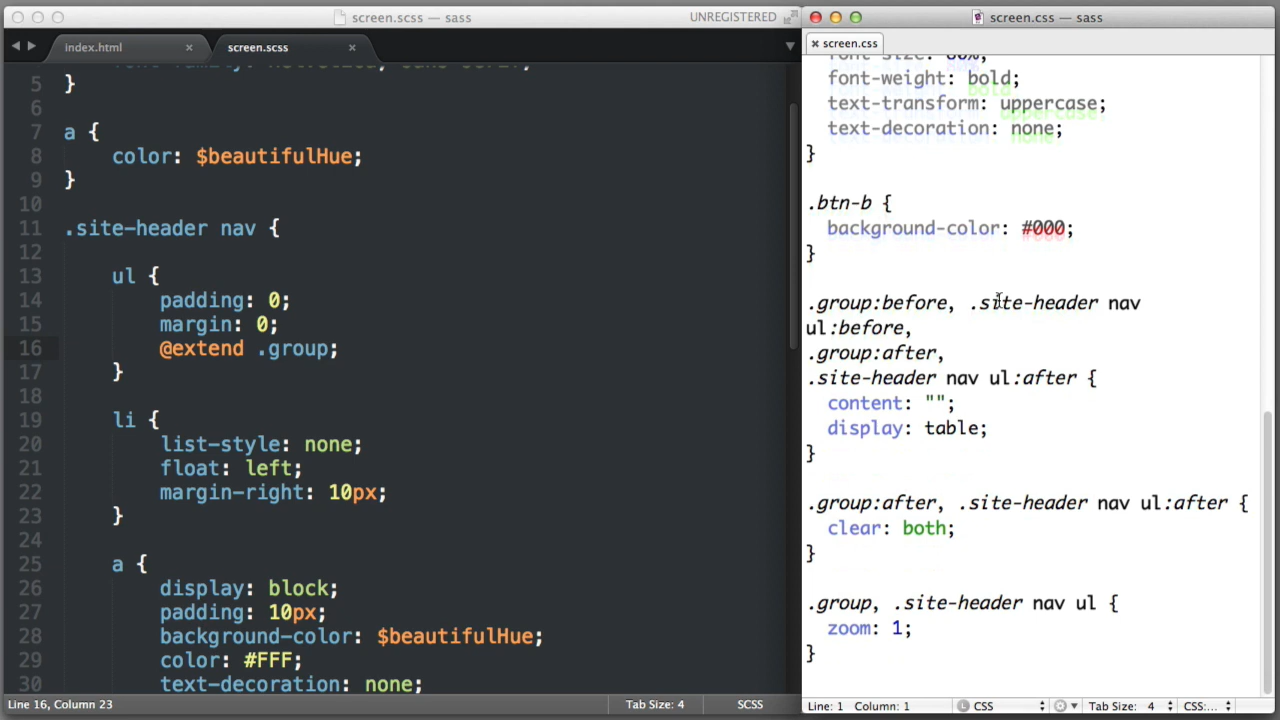 screen.scss — sass
UNREGISTERED
index.html
screen.scss
5 }
6
7 a {
8 color: $beautifulHue;
9 }
10
11 .site-header nav {
12
13 ul {
14 padding: 0;
15 margin: 0;
16 @extend .group;
17 }
18
19 li {
20 list-style: none;
21 float: left;
22 margin-right: 10px;
23 }
24
25 a {
26 display: block;
27 padding: 10px;
28 background-color: $beautifulHue;
29 color: #FFF;
30 text-decoration: none;
Line 16, Column 23
Tab Size: 4
SCSS
screen.css — sass
screen.css
font-size: 80%;
font-weight: bold;
text-transform: uppercase;
text-decoration: none;
}
.btn-b {
background-color: #000;
}
.group:before, .site-header nav
ul:before,
.group:after,
.site-header nav ul:after {
content: "";
display: table;
}
.group:after, .site-header nav ul:after {
clear: both;
}
.group, .site-header nav ul {
zoom: 1;
}
Line: 1 Column: 1
CSS
Tab Size: 4
CSS:...